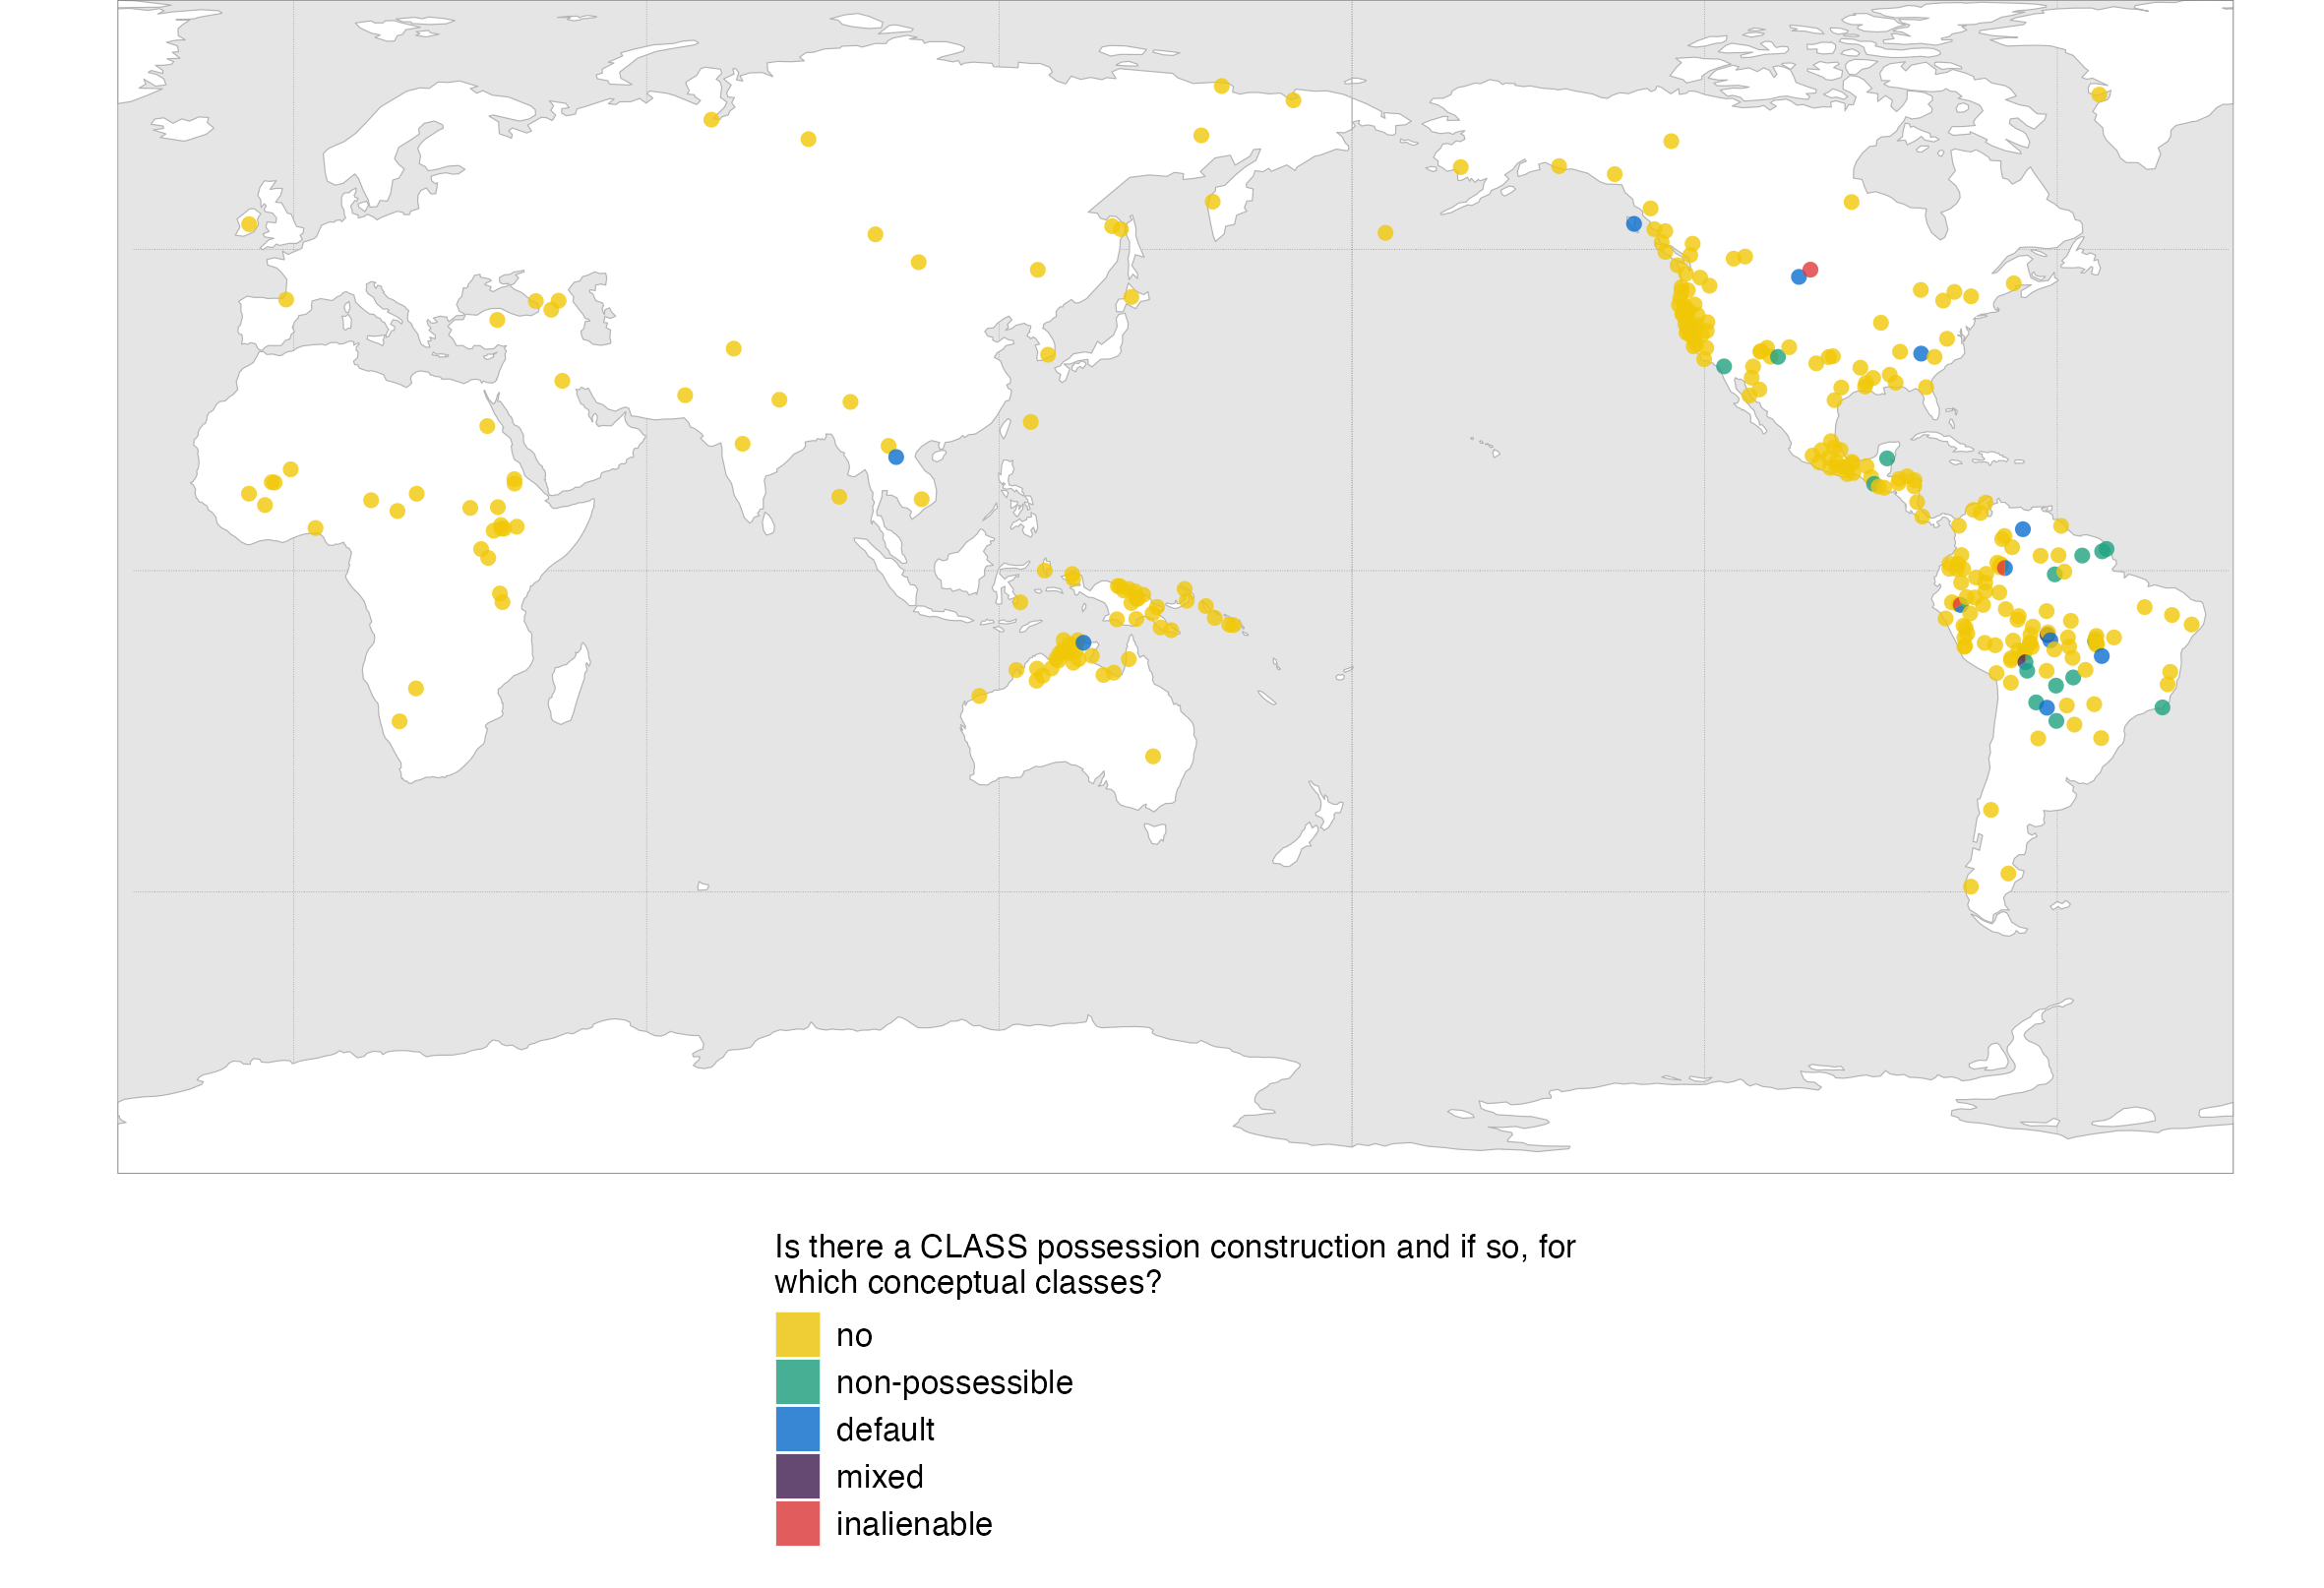 Is there a CLASS possession construction and if so, for
which conceptual classes?
no
non-possessible
default
mixed
inalienable